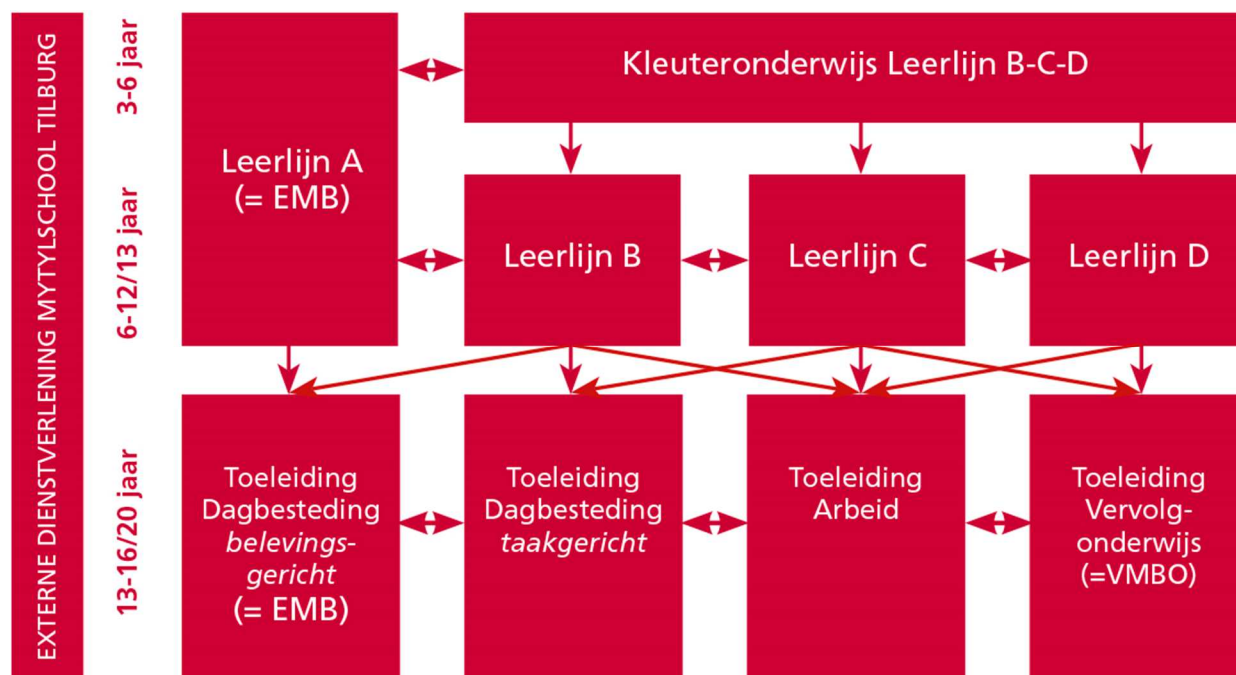 EXTERNE DIENSTVERLENING MYTYLSCHOOL TILBURG
3-6 jaar
Kleuteronderwijs Leerlijn B-C-D
Leerlijn A
(= EMB)
6-12/13 jaar
Leerlijn B
Leerlijn C
Leerlijn D
13-16/20 jaar
Toeleiding
Dagbesteding
belevings-
gericht
(= EMB)
Toeleiding
Dagbesteding
taakgericht
Toeleiding
Arbeid
Toeleiding
Vervolg-
onderwijs
(=VMBO)